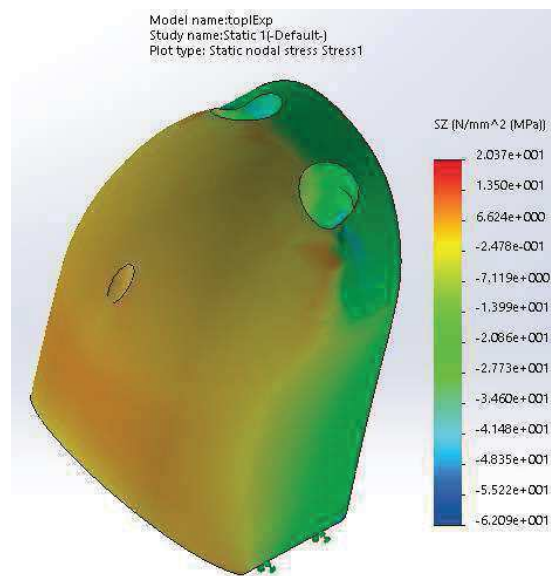 Model name:toplExp
Study name:Static 1(-Default-)
Plot type: Static nodal stress Stress1
SZ (N/mm^2 (MPa))
2.037e+001
1.350e+001
6.624e+000
-2.478e-001
-7.119e+000
-1.399e+001
-2.086e+001
-2.773e+001
-3.460e+001
-4.148e+001
-4.835e+001
-5.522e+001
-6.209e+001